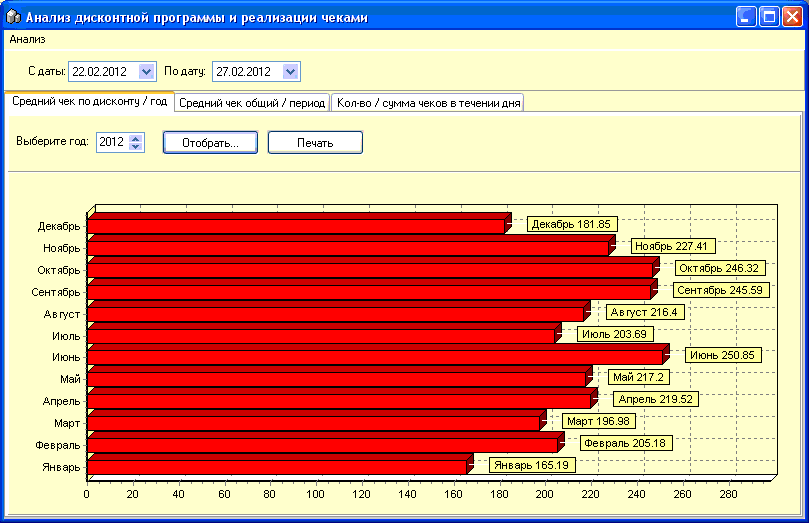 Анализ дисконтной программы и реализации чеками
Анализ
С даты: 22.02.2012 По дату: 27.02.2012
Средний чек по дисконту / год Средний чек общий / период Кол-во / сумма чеков в течении дня
Выберите год: 2012 Отобрать... Печать
Декабрь Декабрь 181.85
Ноябрь Ноябрь 227.41
Октябрь Октябрь 246.32
Сентябрь Сентябрь 245.59
Август Август 216.4
Июль Июль 203.69
Июнь Июнь 250.85
Май Май 217.2
Апрель Апрель 219.52
Март Март 196.98
Февраль Февраль 205.18
Январь Январь 165.19
0 20 40 60 80 100 120 140 160 180 200 220 240 260 280